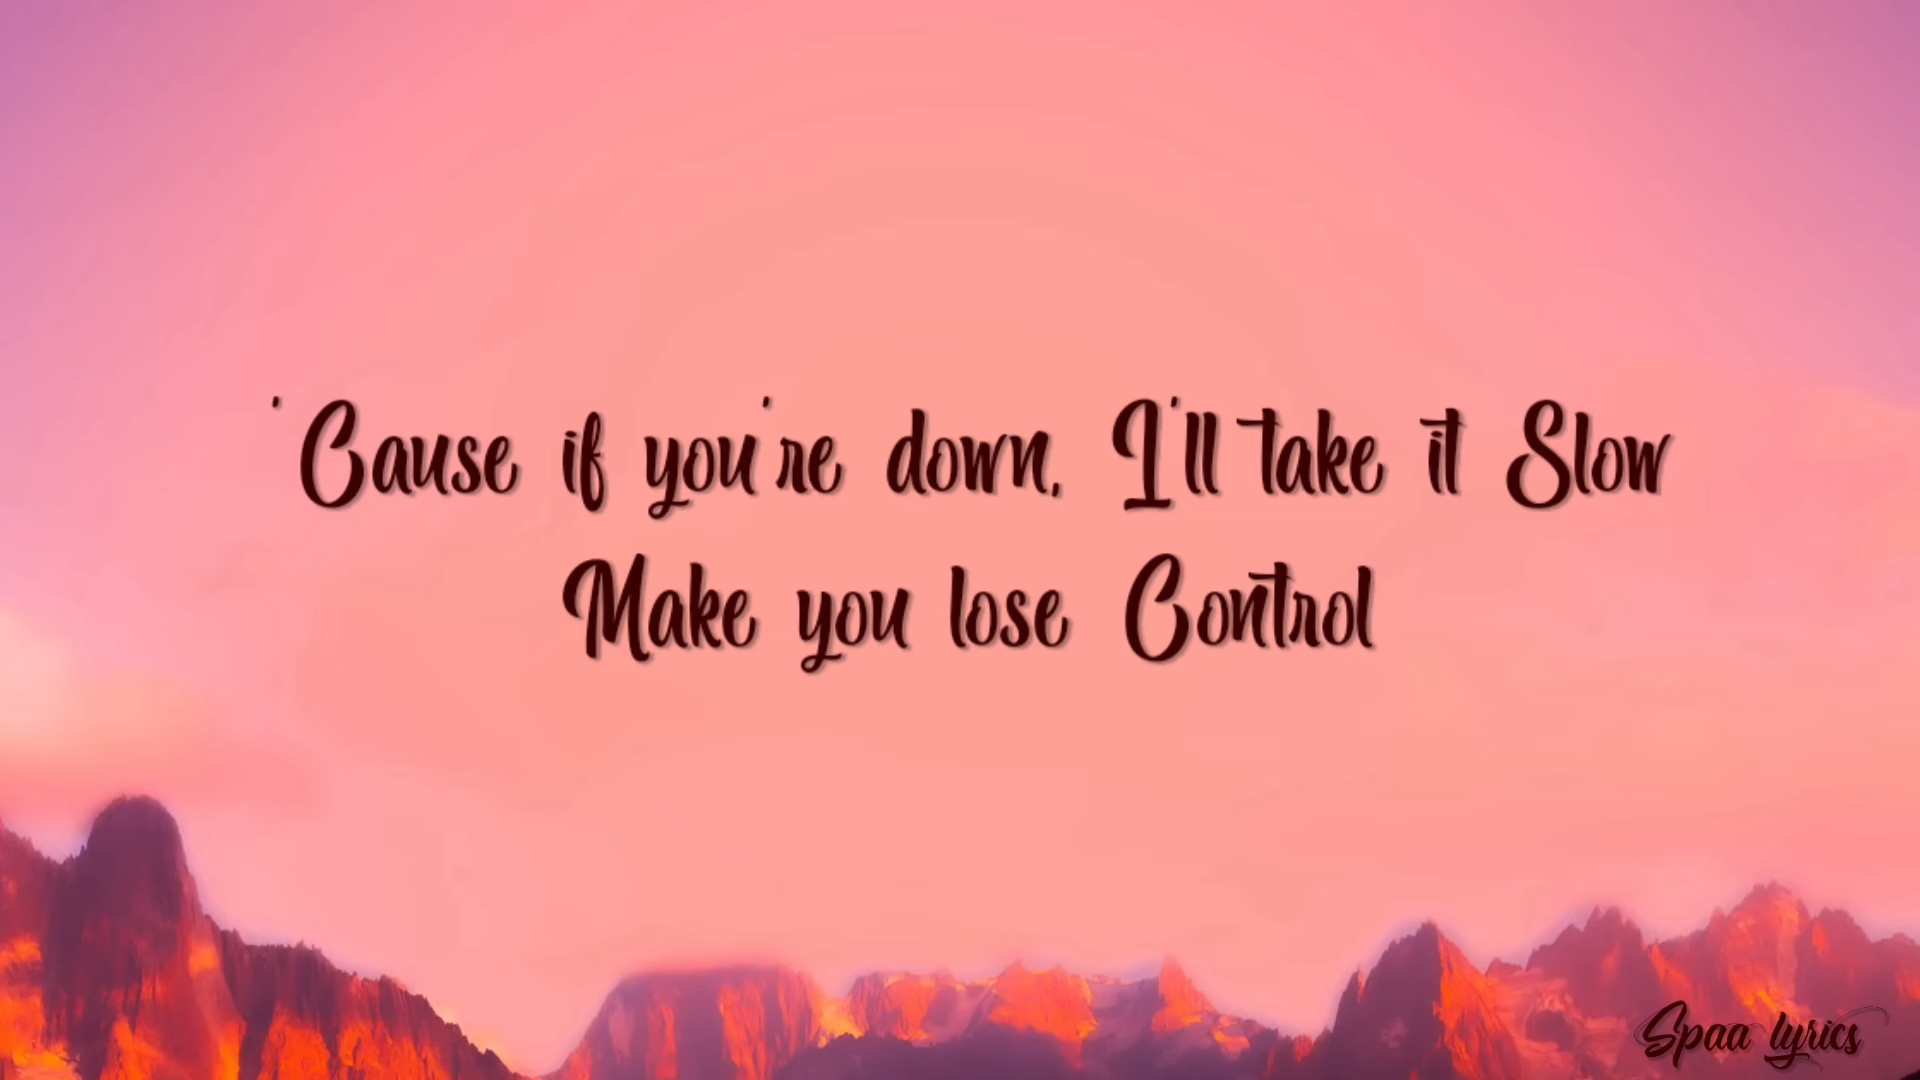 'Cause if you're down, I'll take it Slow
Make you lose Control
Spaa lyrics